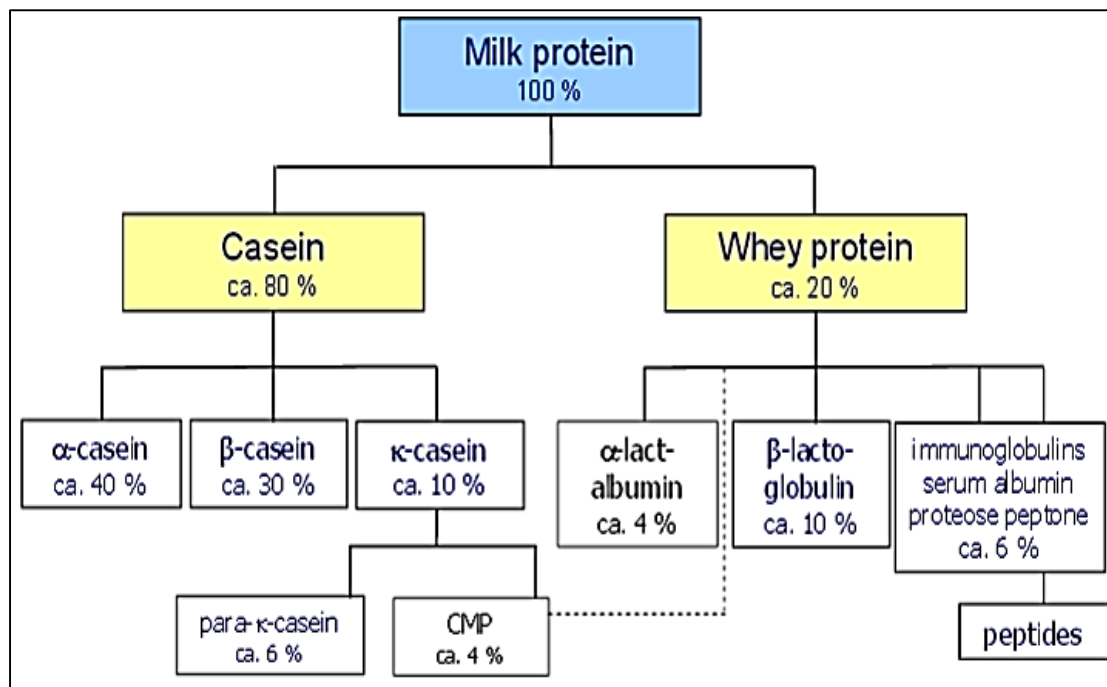 Milk protein
100 %
Casein
ca. 80 %
Whey protein
ca. 20 %
α-casein
ca. 40 %
β-casein
ca. 30 %
κ-casein
ca. 10 %
α-lact-
albumin
ca. 4 %
β-lacto-
globulin
ca. 10 %
immunoglobulins
serum albumin
proteose peptone
ca. 6 %
para-κ-casein
ca. 6 %
CMP
ca. 4 %
peptides